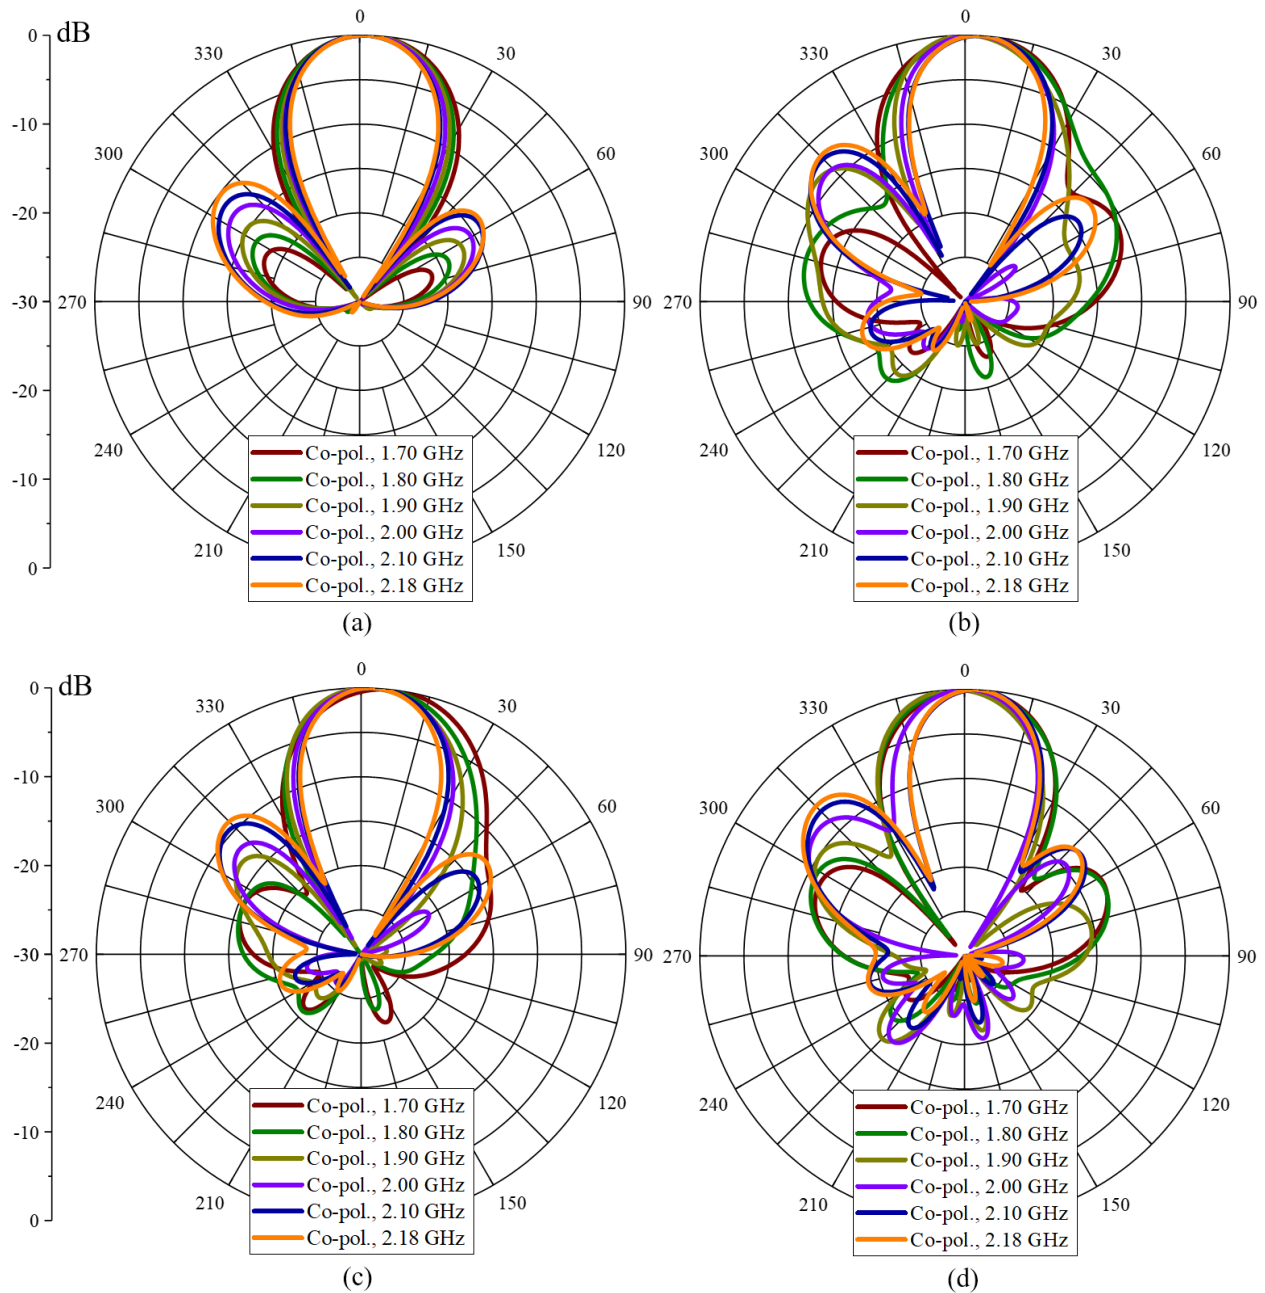 dB
0
-10
-20
-30
-20
-10
0
0
30
60
90
120
150
210
240
270
300
330
Co-pol., 1.70 GHz
Co-pol., 1.80 GHz
Co-pol., 1.90 GHz
Co-pol., 2.00 GHz
Co-pol., 2.10 GHz
Co-pol., 2.18 GHz
(a)
0
30
60
90
120
150
210
240
270
300
330
Co-pol., 1.70 GHz
Co-pol., 1.80 GHz
Co-pol., 1.90 GHz
Co-pol., 2.00 GHz
Co-pol., 2.10 GHz
Co-pol., 2.18 GHz
(b)
dB
0
-10
-20
-30
-20
-10
0
0
30
60
90
120
150
210
240
270
300
330
Co-pol., 1.70 GHz
Co-pol., 1.80 GHz
Co-pol., 1.90 GHz
Co-pol., 2.00 GHz
Co-pol., 2.10 GHz
Co-pol., 2.18 GHz
(c)
0
30
60
90
120
150
210
240
270
300
330
Co-pol., 1.70 GHz
Co-pol., 1.80 GHz
Co-pol., 1.90 GHz
Co-pol., 2.00 GHz
Co-pol., 2.10 GHz
Co-pol., 2.18 GHz
(d)